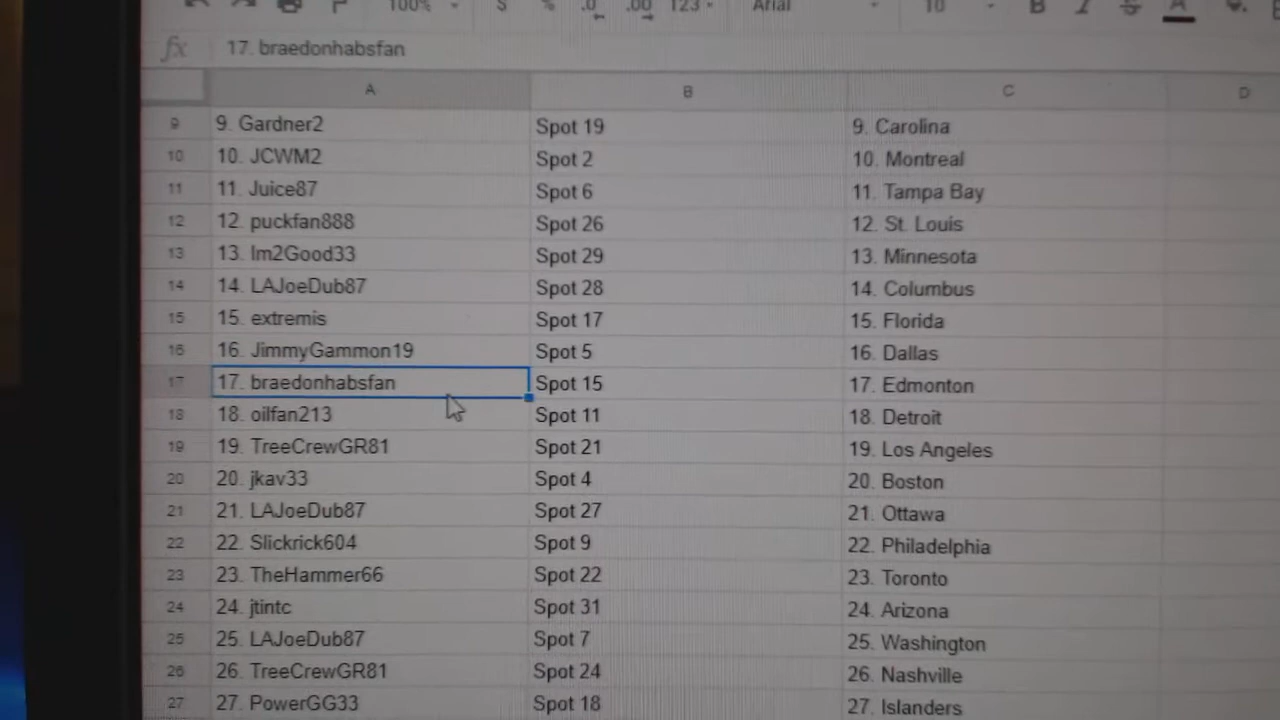 100% $ % .0 .00 123 Arial 10 B I S A
fx 17. braedonhabsfan
A B C D
9 9. Gardner2 Spot 19 9. Carolina
10 10. JCWM2 Spot 2 10. Montreal
11 11. Juice87 Spot 6 11. Tampa Bay
12 12. puckfan888 Spot 26 12. St. Louis
13 13. Im2Good33 Spot 29 13. Minnesota
14 14. LAJoeDub87 Spot 28 14. Columbus
15 15. extremis Spot 17 15. Florida
16 16. JimmyGammon19 Spot 5 16. Dallas
17 17. braedonhabsfan Spot 15 17. Edmonton
18 18. oilfan213 Spot 11 18. Detroit
19 19. TreeCrewGR81 Spot 21 19. Los Angeles
20 20. jkav33 Spot 4 20. Boston
21 21. LAJoeDub87 Spot 27 21. Ottawa
22 22. Slickrick604 Spot 9 22. Philadelphia
23 23. TheHammer66 Spot 22 23. Toronto
24 24. jtintc Spot 31 24. Arizona
25 25. LAJoeDub87 Spot 7 25. Washington
26 26. TreeCrewGR81 Spot 24 26. Nashville
27 27. PowerGG33 Spot 18 27. Islanders